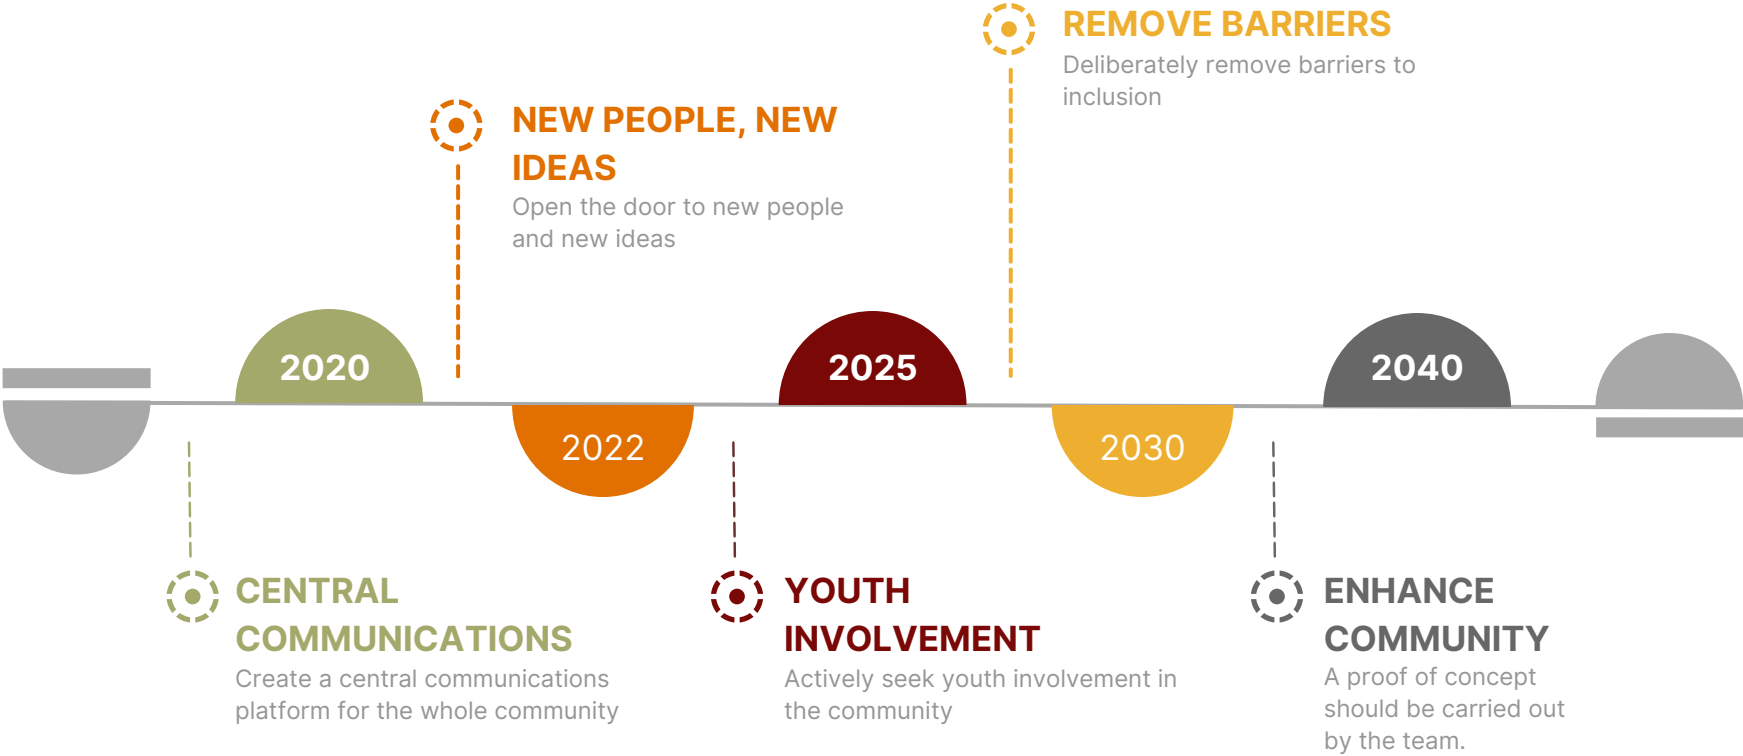 REMOVE BARRIERS
Deliberately remove barriers to
inclusion
NEW PEOPLE, NEW
IDEAS
Open the door to new people
and new ideas
2020
2025
2040
2022
2030
CENTRAL
COMMUNICATIONS
Create a central communications
platform for the whole community
YOUTH
INVOLVEMENT
Actively seek youth involvement in
the community
ENHANCE
COMMUNITY
A proof of concept
should be carried out
by the team.